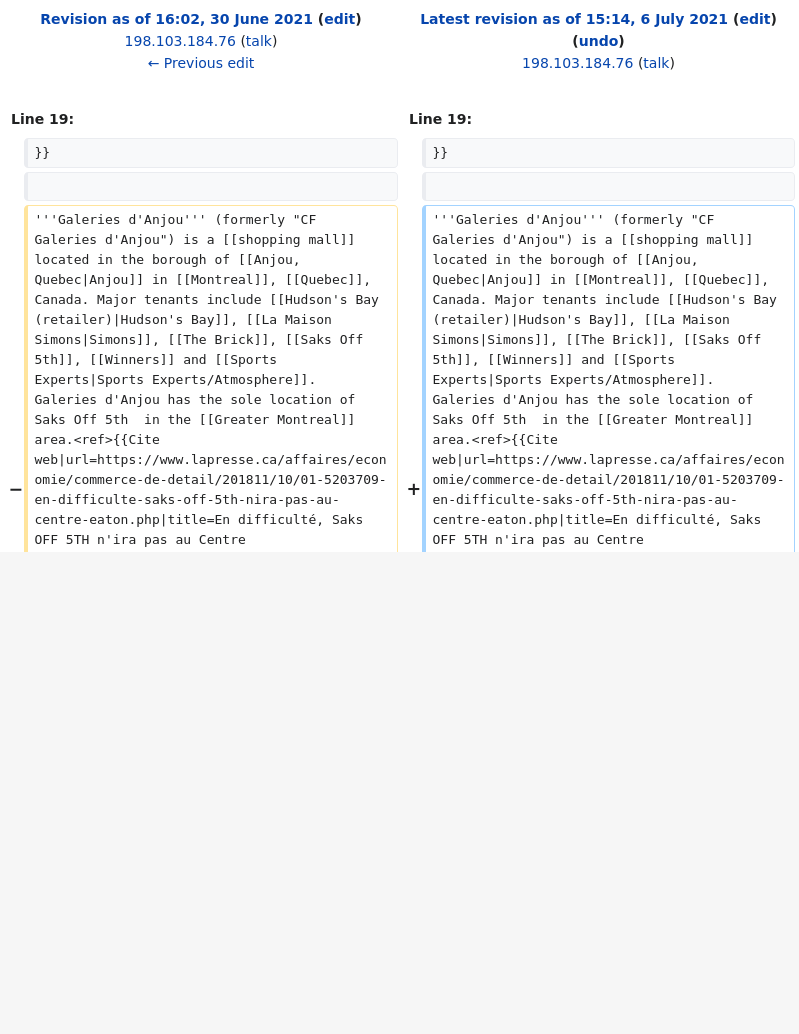 Revision as of 16:02, 30 June 2021 (edit)
198.103.184.76 (talk)
← Previous edit
Latest revision as of 15:14, 6 July 2021 (edit)
(undo)
198.103.184.76 (talk)
Line 19:
}}
−
'''Galeries d'Anjou''' (formerly "CF
Galeries d'Anjou") is a [[shopping mall]]
located in the borough of [[Anjou,
Quebec|Anjou]] in [[Montreal]], [[Quebec]],
Canada. Major tenants include [[Hudson's Bay
(retailer)|Hudson's Bay]], [[La Maison
Simons|Simons]], [[The Brick]], [[Saks Off
5th]], [[Winners]] and [[Sports
Experts|Sports Experts/Atmosphere]].
Galeries d'Anjou has the sole location of
Saks Off 5th  in the [[Greater Montreal]]
area.<ref>{{Cite
web|url=https://www.lapresse.ca/affaires/econ
omie/commerce-de-detail/201811/10/01-5203709-
en-difficulte-saks-off-5th-nira-pas-au-
centre-eaton.php|title=En difficulté, Saks
OFF 5TH n'ira pas au Centre
Line 19:
}}
+
'''Galeries d'Anjou''' (formerly "CF
Galeries d'Anjou") is a [[shopping mall]]
located in the borough of [[Anjou,
Quebec|Anjou]] in [[Montreal]], [[Quebec]],
Canada. Major tenants include [[Hudson's Bay
(retailer)|Hudson's Bay]], [[La Maison
Simons|Simons]], [[The Brick]], [[Saks Off
5th]], [[Winners]] and [[Sports
Experts|Sports Experts/Atmosphere]].
Galeries d'Anjou has the sole location of
Saks Off 5th  in the [[Greater Montreal]]
area.<ref>{{Cite
web|url=https://www.lapresse.ca/affaires/econ
omie/commerce-de-detail/201811/10/01-5203709-
en-difficulte-saks-off-5th-nira-pas-au-
centre-eaton.php|title=En difficulté, Saks
OFF 5TH n'ira pas au Centre